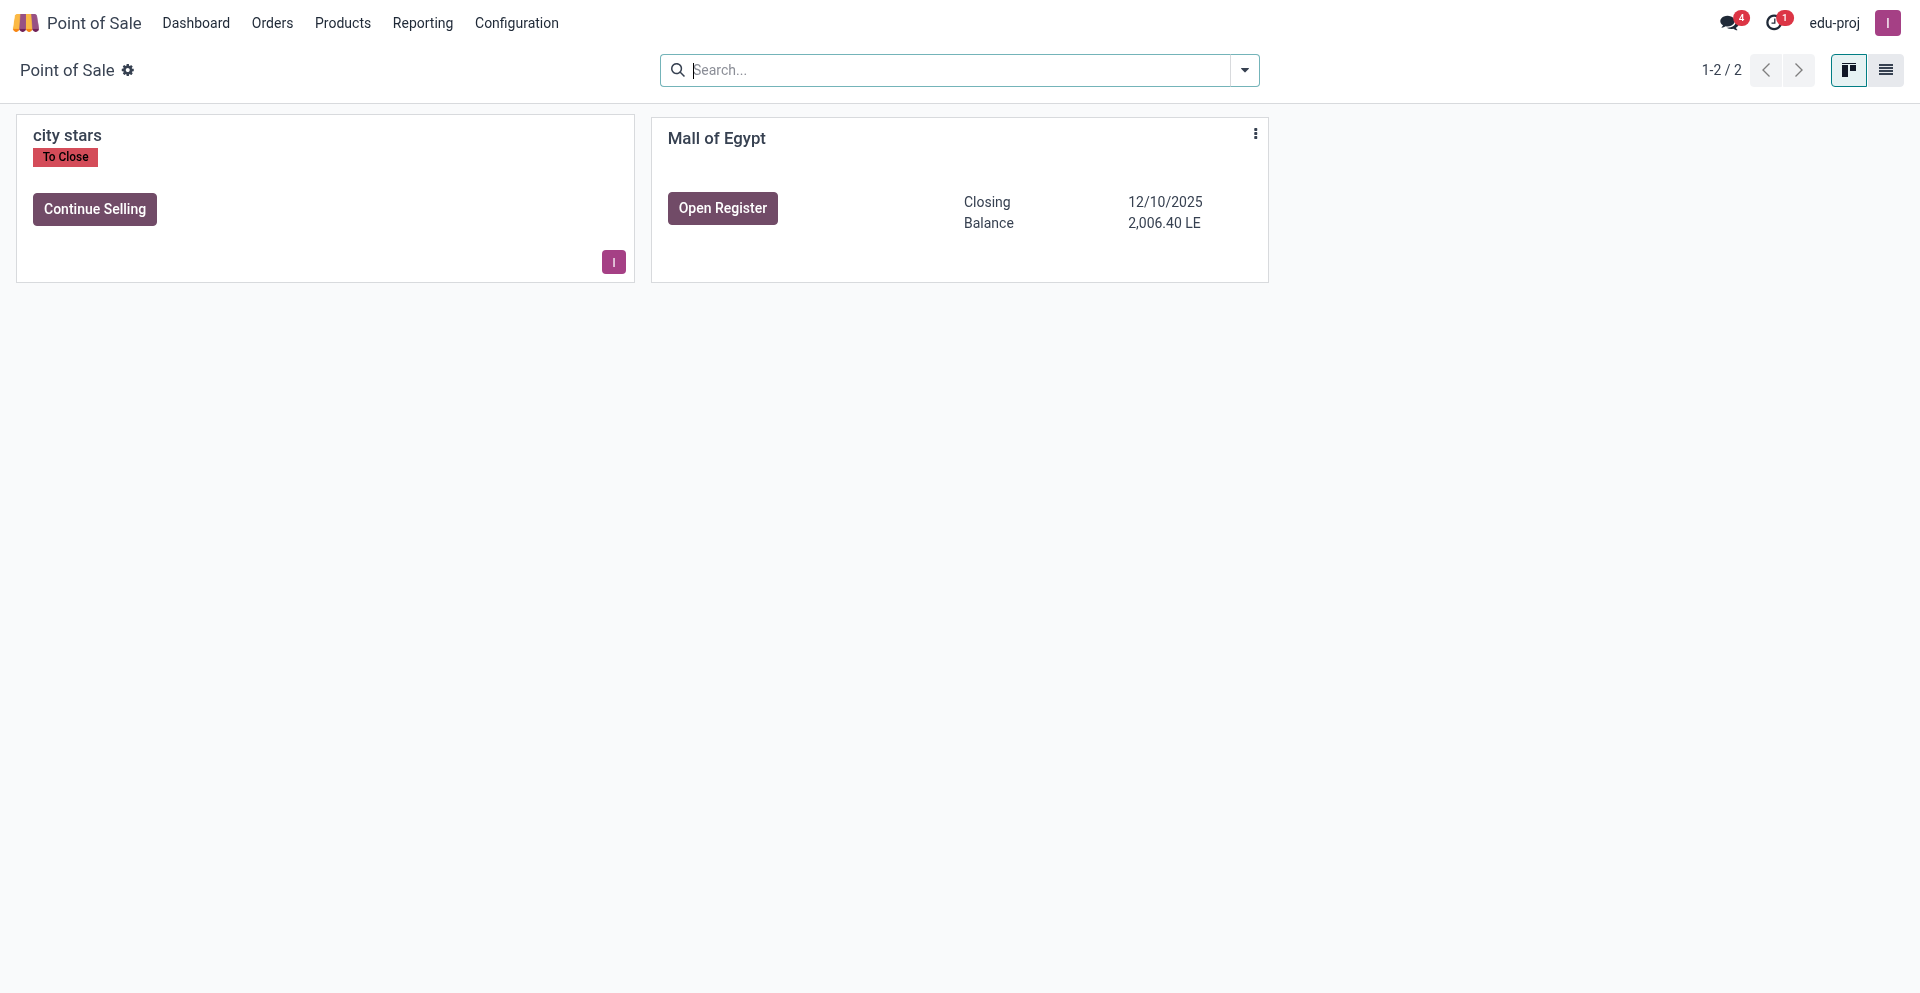 Point of Sale Dashboard Orders Products Reporting Configuration 4 1 edu-proj I
Point of Sale Search... 1-2 / 2
city stars
To Close
Continue Selling
I
Mall of Egypt
Open Register
Closing 12/10/2025
Balance 2,006.40 LE